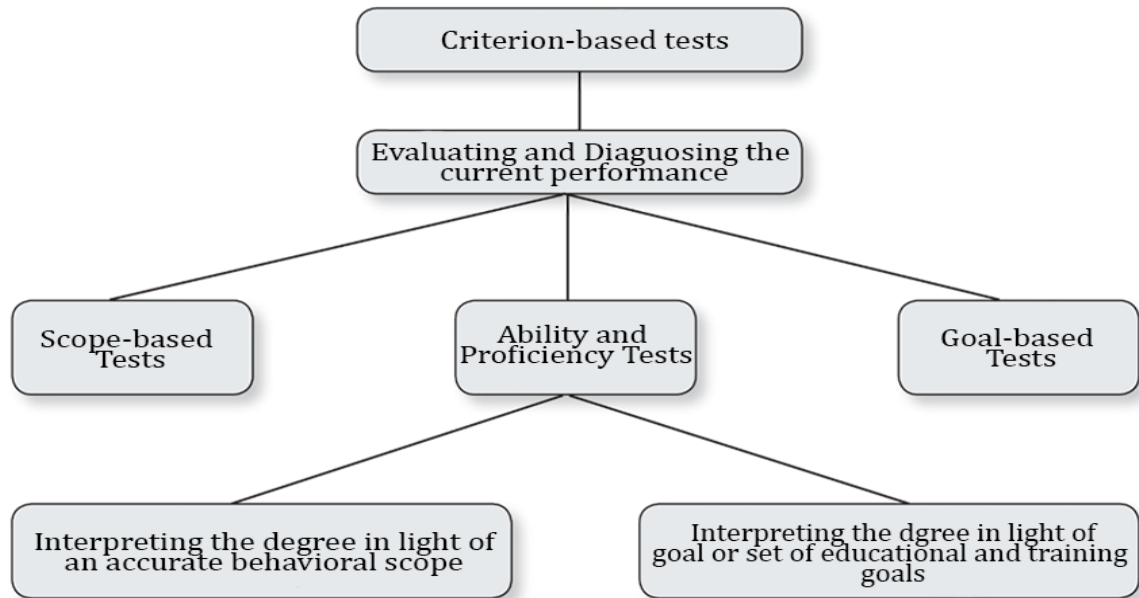 Criterion-based tests
Evaluating and Diaguosing the
current performance
Scope-based
Tests
Ability and
Proficiency Tests
Goal-based
Tests
Interpreting the degree in light of
an accurate behavioral scope
Interpreting the dgree in light of
goal or set of educational and training
goals